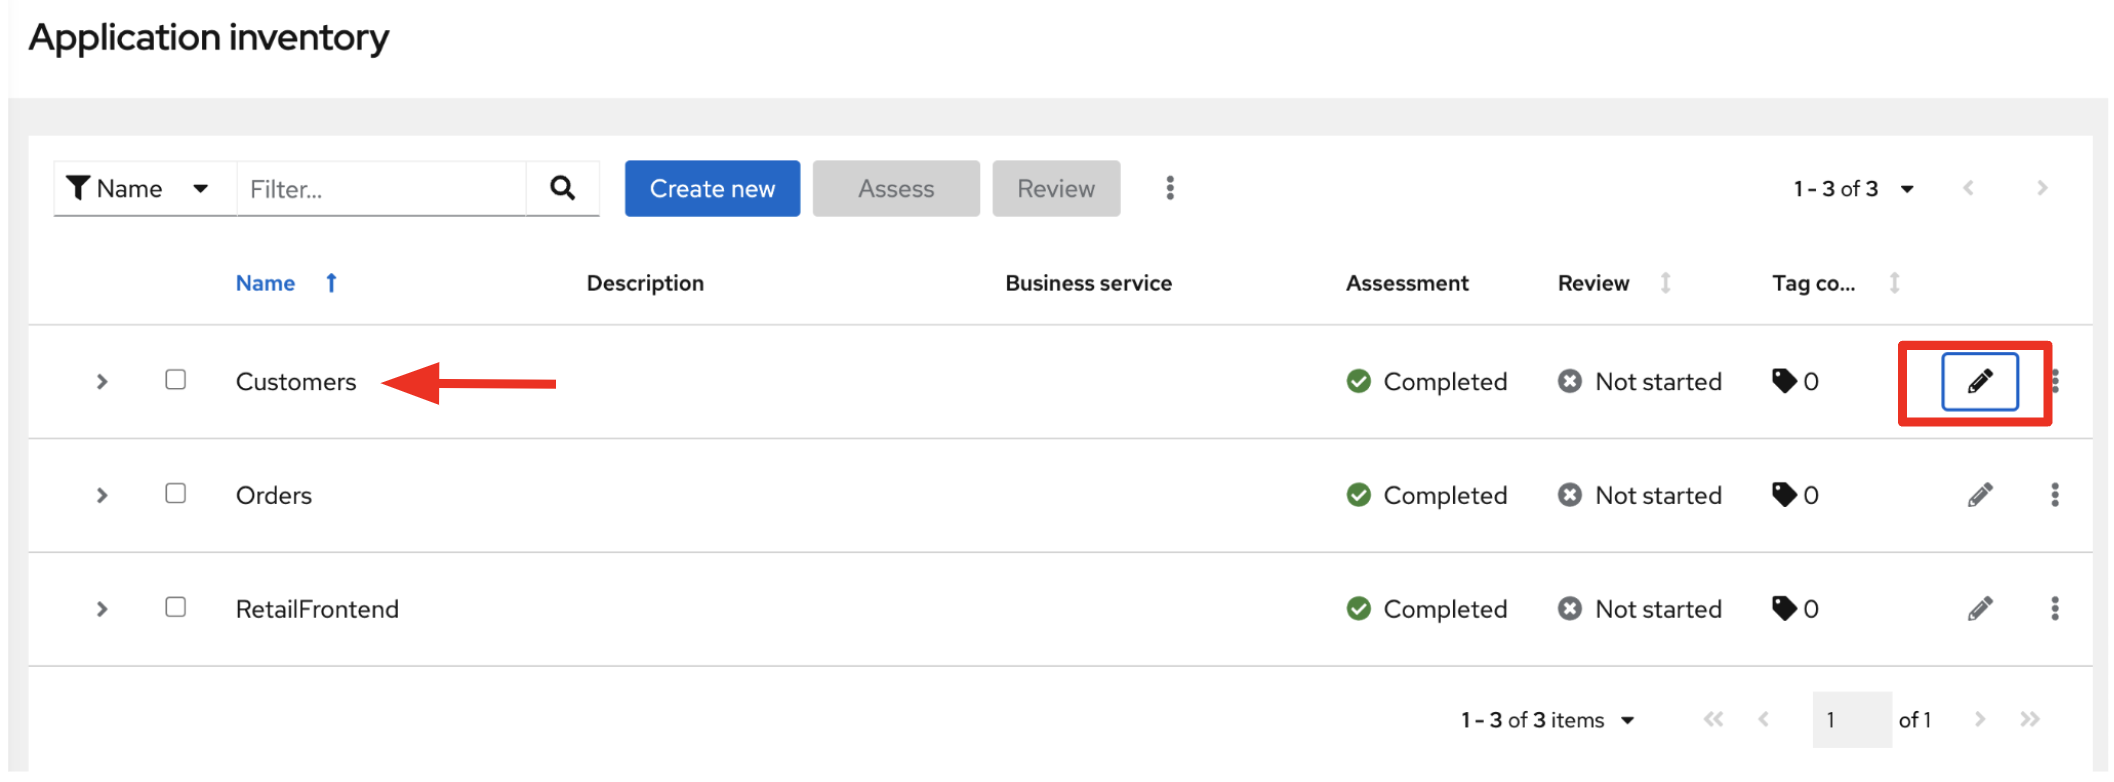 Application inventory
Name Filter... Create new Assess Review 1 - 3 of 3
Name Description Business service Assessment Review Tag co...
Customers Completed Not started 0
Orders Completed Not started 0
RetailFrontend Completed Not started 0
1 - 3 of 3 items 1 of 1